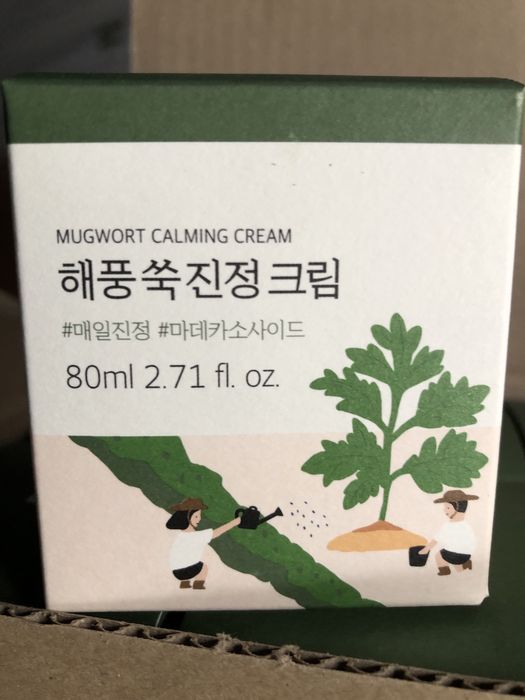 MUGWORT CALMING CREAM
해풍 쑥 진정 크림
#매일진정 #마데카소사이드
80ml 2.71 fl. oz.